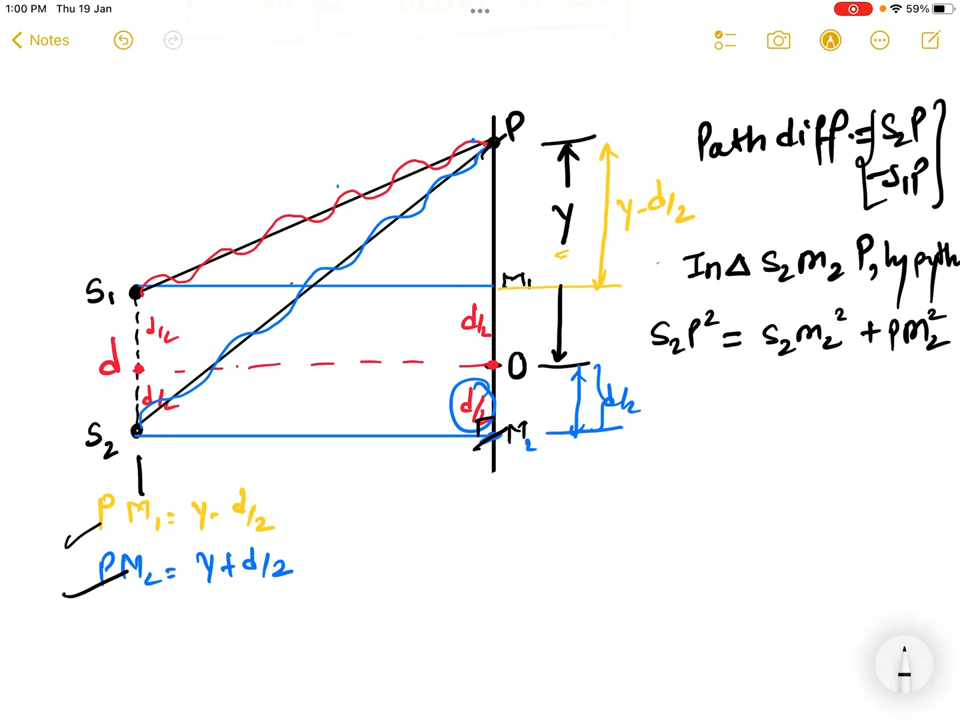 1:00 PM Thu 19 Jan
59%
Notes
P
Path diff. = [S₂P
-S₁P]
y
y-d/2
In Δ S₂M₂ P, by pyth
S₁
M₁
d/2
d/2
S₂P² = S₂M₂² + PM₂²
d
O
d/2
d/2
d/2
S₂
M₂
PM₁ = y - d/2
PM₂ = y + d/2